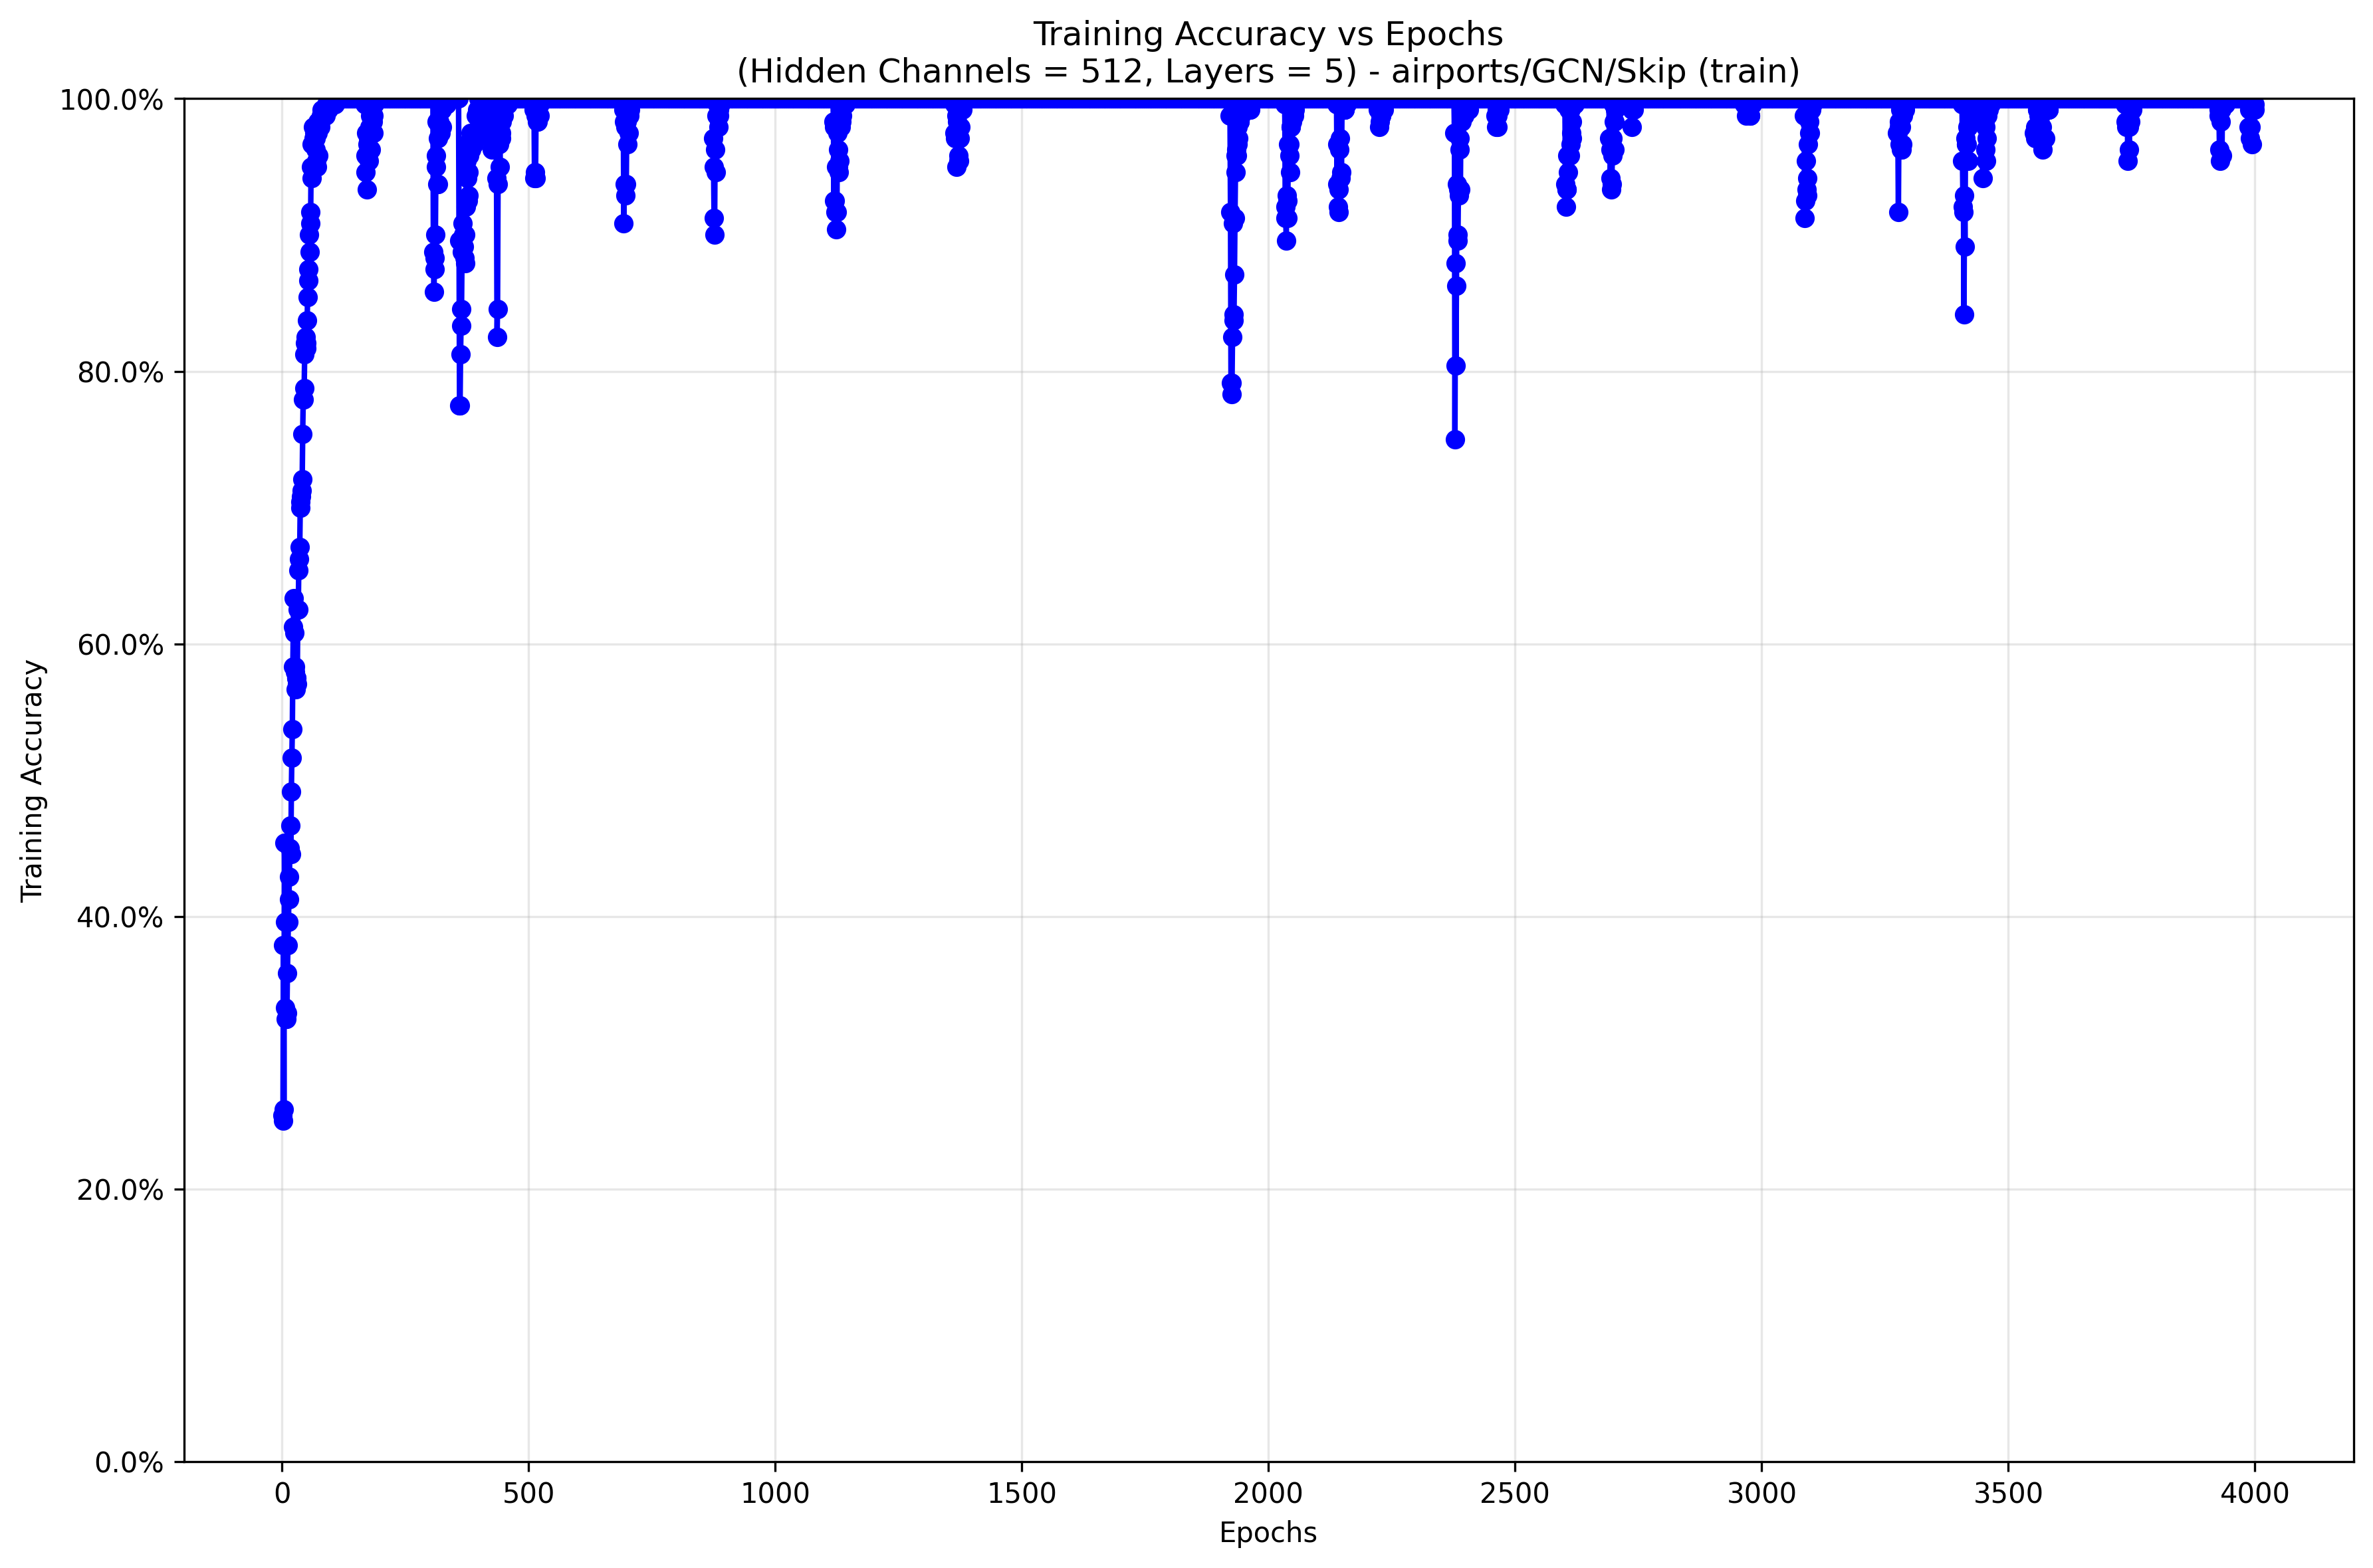 Training Accuracy vs Epochs
(Hidden Channels = 512, Layers = 5) - airports/GCN/Skip (train)
100.0%
80.0%
60.0%
40.0%
20.0%
0.0%
Training Accuracy
0 500 1000 1500 2000 2500 3000 3500 4000
Epochs